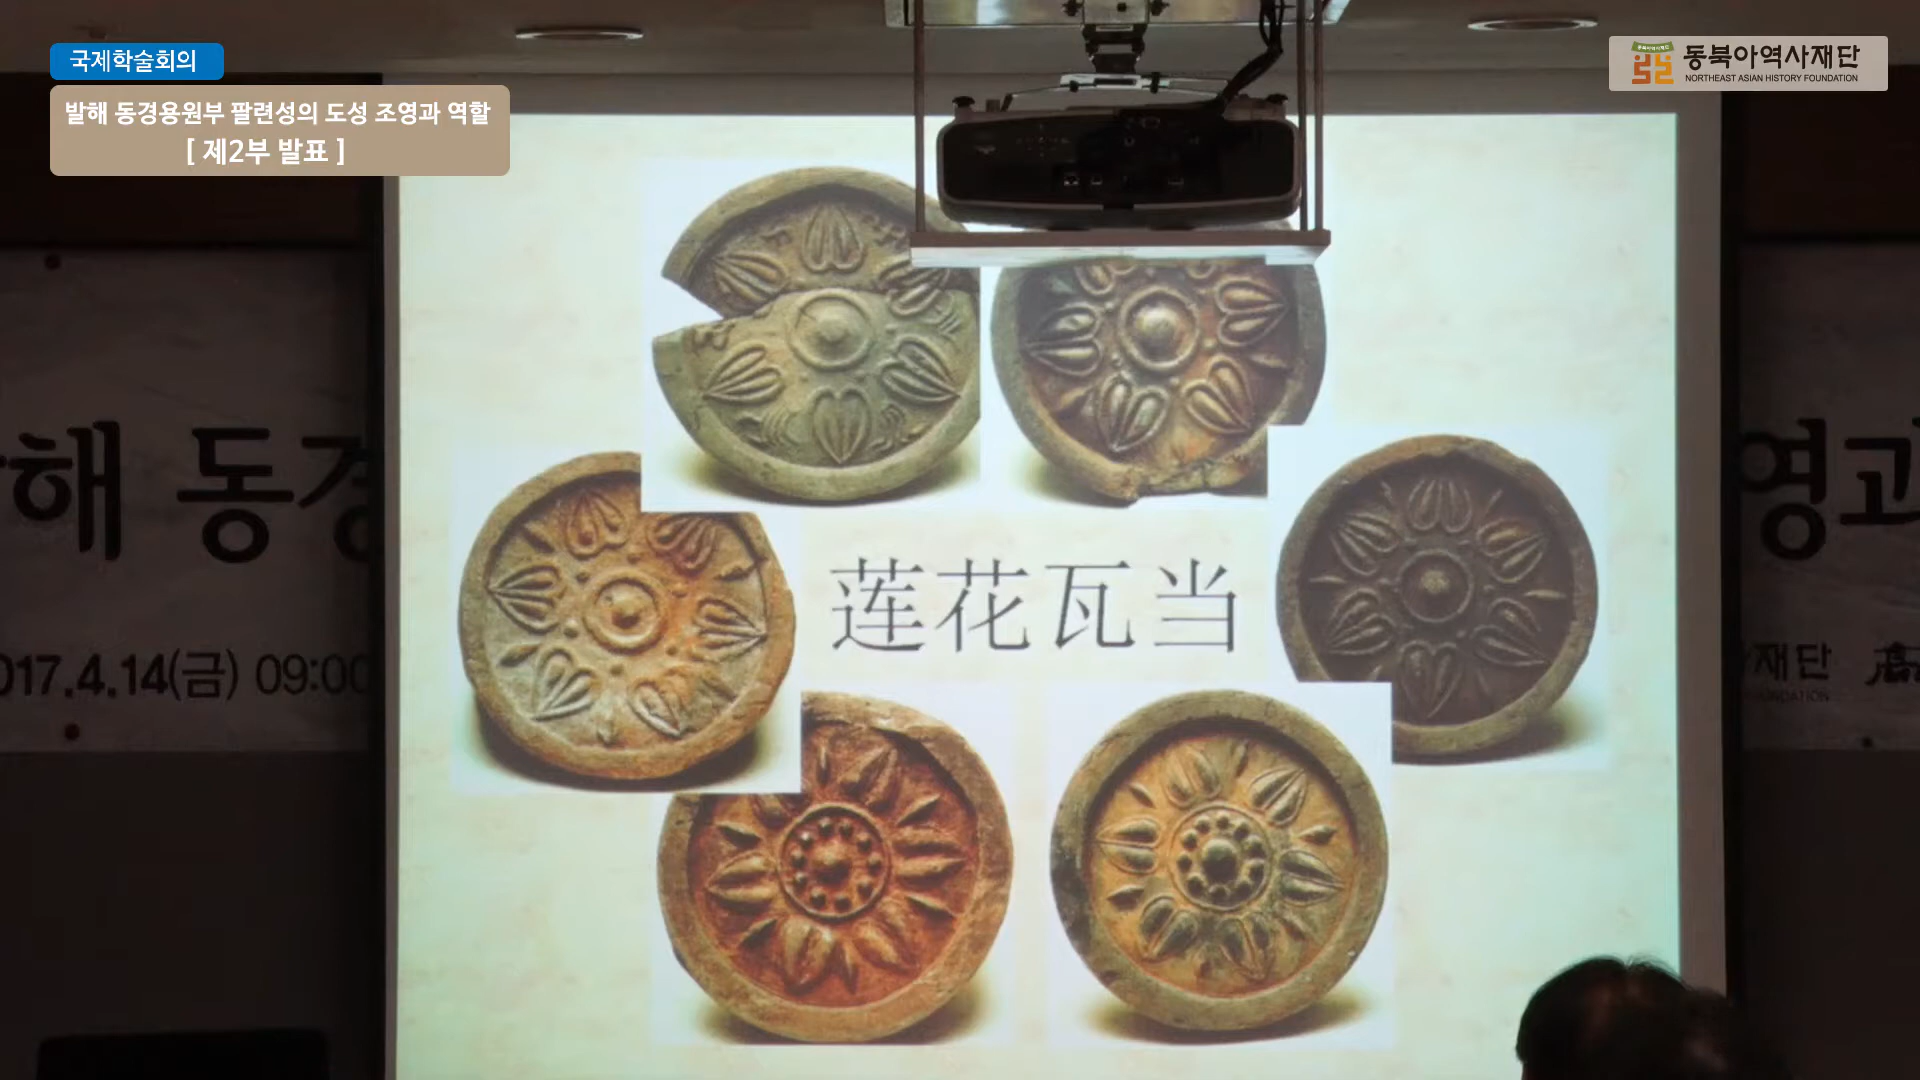 국제학술회의
발해 동경용원부 팔련성의 도성 조영과 역할
[ 제2부 발표 ]
동북아역사재단
NORTHEAST ASIAN HISTORY FOUNDATION
莲花瓦当
해 동경
영과
017.4.14(금) 09:00
재단